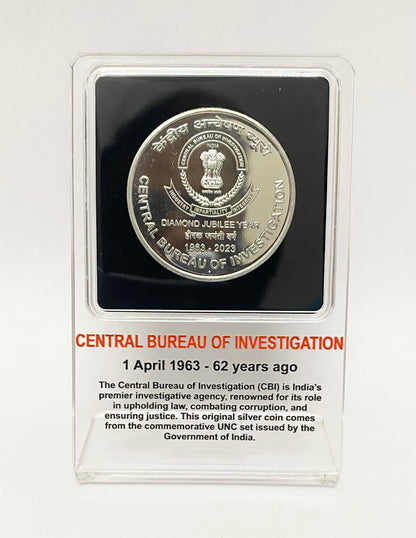 केन्द्रीय अन्वेषण ब्यूरो
CENTRAL BUREAU OF INVESTIGATION
INDIA
INDUSTRY IMPARTIALITY INTEGRITY
DIAMOND JUBILEE YEAR
हीरक जयंती वर्ष
1963 - 2023
CENTRAL BUREAU OF INVESTIGATION
CENTRAL BUREAU OF INVESTIGATION
1 April 1963 - 62 years ago
The Central Bureau of Investigation (CBI) is India's
premier investigative agency, renowned for its role
in upholding law, combating corruption, and
ensuring justice. This original silver coin comes
from the commemorative UNC set issued by the
Government of India.